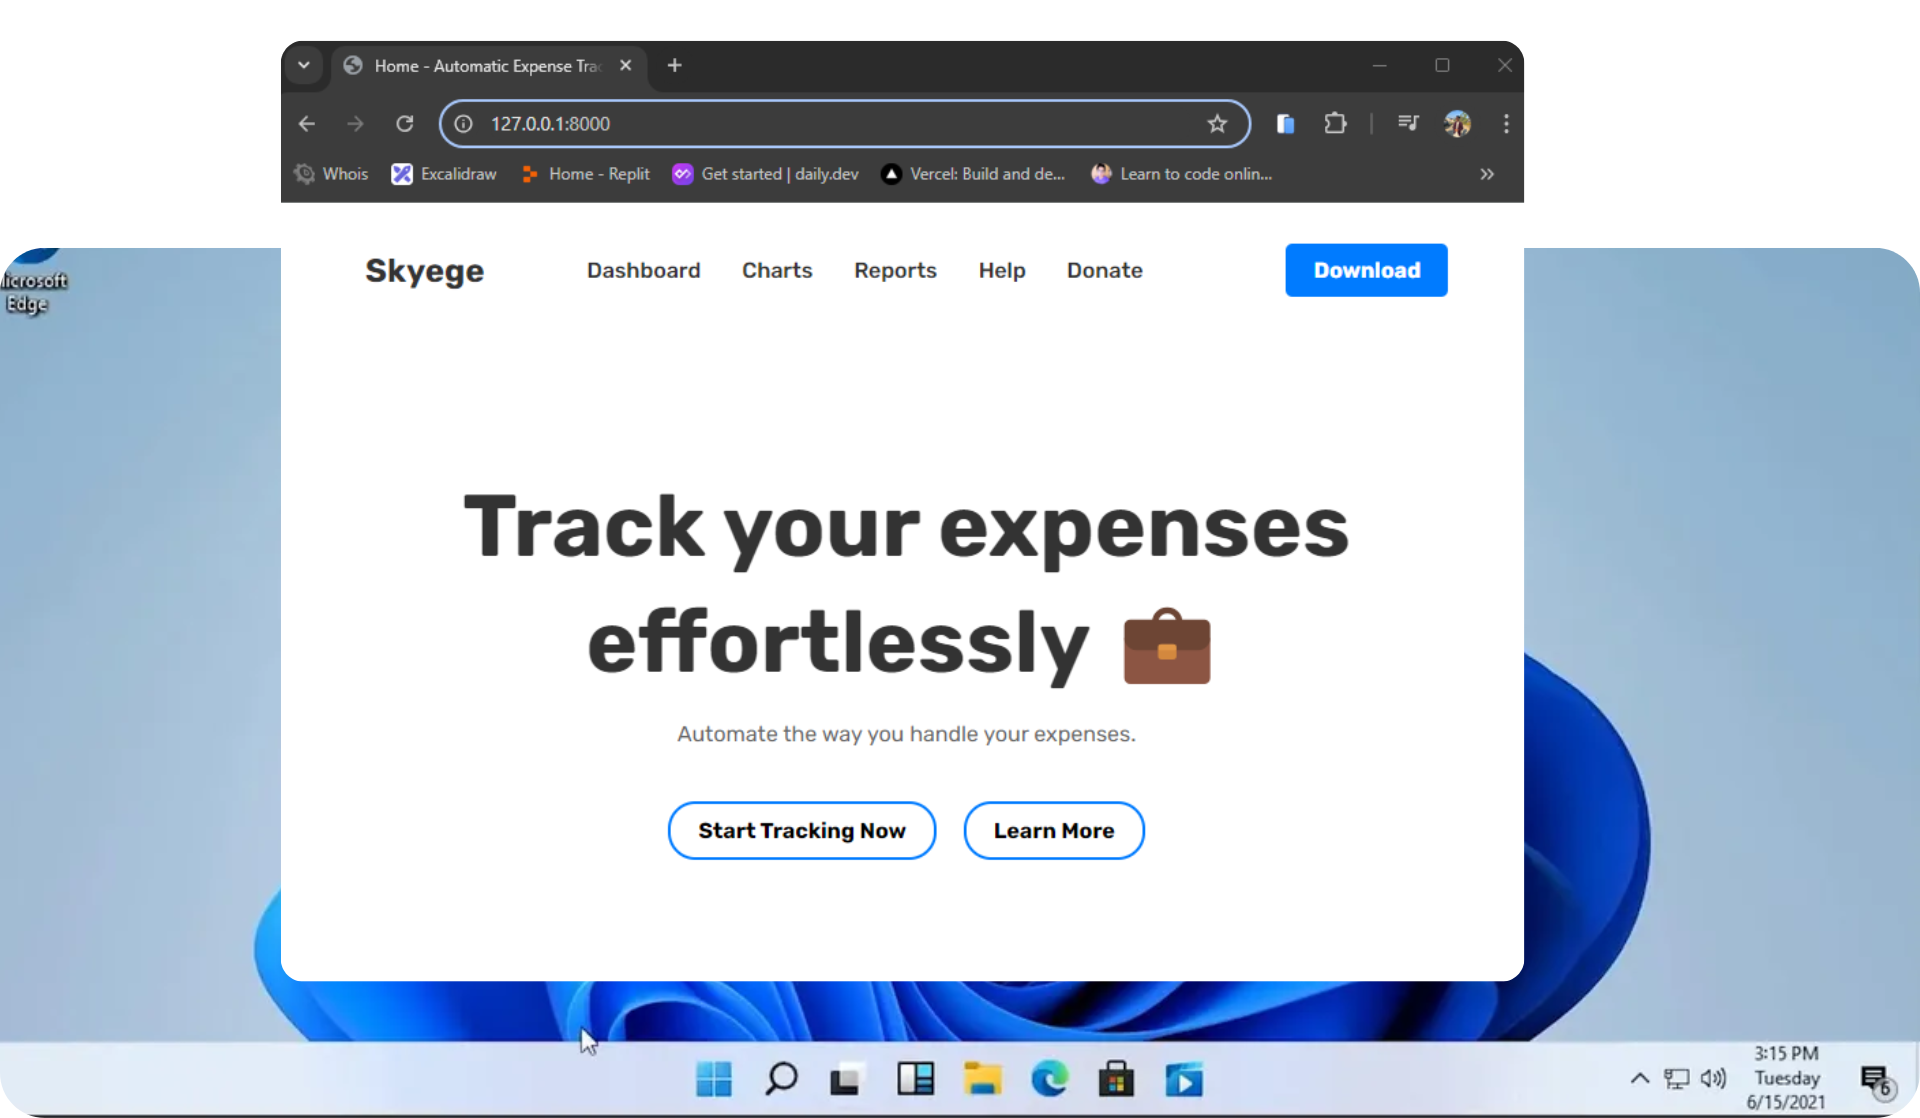 Home - Automatic Expense Tra
127.0.0.1:8000
Whois
Excalidraw
Home - Replit
Get started | daily.dev
Vercel: Build and de...
Learn to code onlin...
Skyege
Dashboard
Charts
Reports
Help
Donate
Download
Microsoft
Edge
Track your expenses
effortlessly
Automate the way you handle your expenses.
Start Tracking Now
Learn More
3:15 PM
Tuesday
6/15/2021
6